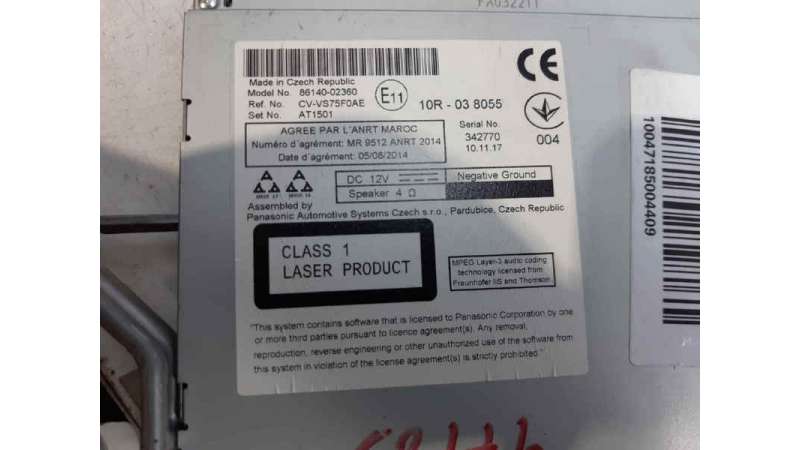 FX032211
Made in Czech Republic
Model No. 86140-02360
Ref. No. CV-VS75F0AE
Set No. AT1501
E11
10R - 03 8055
CE
Serial No.
342770
10.11.17
004
AGREE PAR L'ANRT MAROC
Numéro d'agrément: MR 9512 ANRT 2014
Date d'agrément: 05/08/2014
DC 12V
Negative Ground
Speaker 4 Ω
Assembled by
Panasonic Automotive Systems Czech s.r.o., Pardubice, Czech Republic
CLASS 1
LASER PRODUCT
MPEG Layer-3 audio coding
technology licensed from
Fraunhofer IIS and Thomson
"This system contains software that is licensed to Panasonic Corporation by one
or more third parties pursuant to licence agreement(s). Any removal,
reproduction, reverse engineering or other unauthorized use of the software from
this system in violation of the license agreement(s) is strictly prohibited."
10047185004409